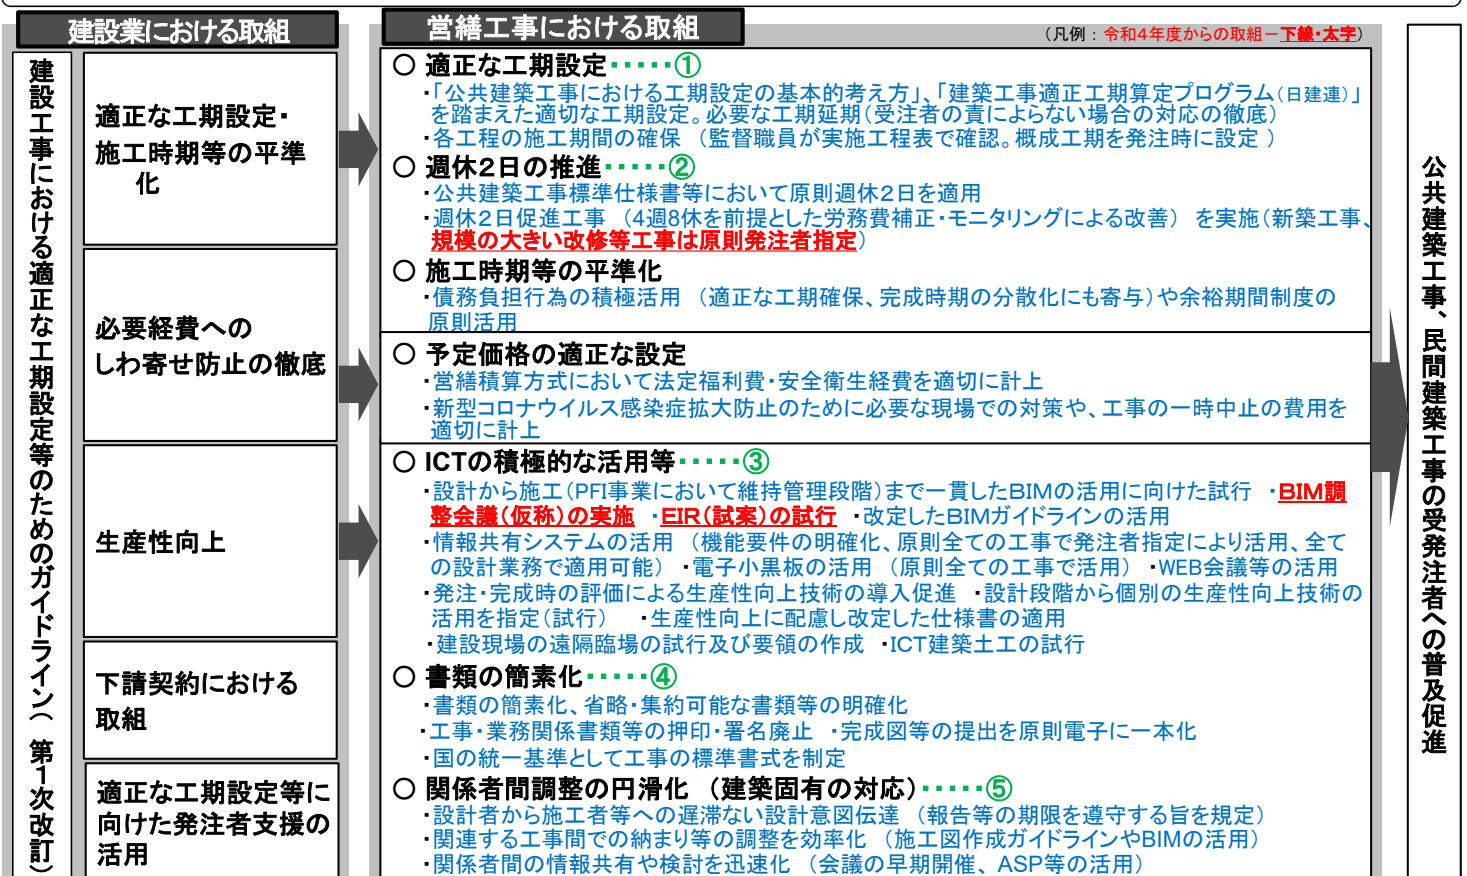 建設業における取組
建設工事における適正な工期設定等のためのガイドライン（第１次改訂）
適正な工期設定・
施工時期等の平準
化
必要経費への
しわ寄せ防止の徹底
生産性向上
下請契約における
取組
適正な工期設定等に
向けた発注者支援の
活用
営繕工事における取組
（凡例：令和４年度からの取組－下線・太字）
○ 適正な工期設定・・・・・①
・「公共建築工事における工期設定の基本的考え方」、「建築工事適正工期算定プログラム（日建連）」
を踏まえた適切な工期設定。必要な工期延期（受注者の責によらない場合の対応の徹底）
・各工程の施工期間の確保 （監督職員が実施工程表で確認。概成工期を発注時に設定 ）
○ 週休２日の推進・・・・・②
・公共建築工事標準仕様書等において原則週休２日を適用
・週休２日促進工事 （4週8休を前提とした労務費補正・モニタリングによる改善） を実施（新築工事、
規模の大きい改修等工事は原則発注者指定）
○ 施工時期等の平準化
・債務負担行為の積極活用 （適正な工期確保、完成時期の分散化にも寄与）や余裕期間制度の
原則活用
○ 予定価格の適正な設定
・営繕積算方式において法定福利費・安全衛生経費を適切に計上
・新型コロナウイルス感染症拡大防止のために必要な現場での対策や、工事の一時中止の費用を
適切に計上
○ ICTの積極的な活用等・・・・・③
・設計から施工（PFI事業において維持管理段階）まで一貫したＢＩＭの活用に向けた試行 ・ＢＩＭ調
整会議（仮称）の実施 ・ＥＩＲ（試案）の試行 ・改定したＢＩＭガイドラインの活用
・情報共有システムの活用 （機能要件の明確化、原則全ての工事で発注者指定により活用、全て
の設計業務で適用可能） ・電子小黒板の活用 （原則全ての工事で活用） ・WEB会議等の活用
・発注・完成時の評価による生産性向上技術の導入促進 ・設計段階から個別の生産性向上技術の
活用を指定（試行） ・生産性向上に配慮し改定した仕様書の適用
・建設現場の遠隔臨場の試行及び要領の作成 ・ICT建築土工の試行
○ 書類の簡素化・・・・・④
・書類の簡素化、省略・集約可能な書類等の明確化
・工事・業務関係書類等の押印・署名廃止 ・完成図等の提出を原則電子に一本化
・国の統一基準として工事の標準書式を制定
○ 関係者間調整の円滑化 （建築固有の対応）・・・・・⑤
・設計者から施工者等への遅滞ない設計意図伝達 （報告等の期限を遵守する旨を規定）
・関連する工事間での納まり等の調整を効率化 （施工図作成ガイドラインやBIMの活用）
・関係者間の情報共有や検討を迅速化 （会議の早期開催、ASP等の活用）
公共建築工事、民間建築工事の受発注者への普及促進